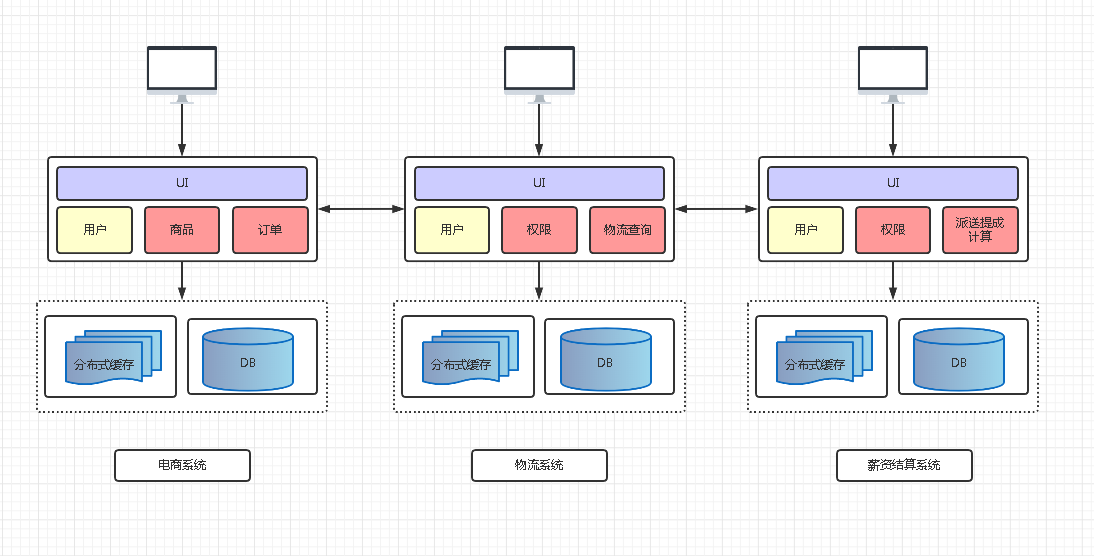 UI
UI
UI
用户
商品
订单
用户
权限
物流查询
用户
权限
派送提成
计算
分布式缓存
DB
分布式缓存
DB
分布式缓存
DB
电商系统
物流系统
薪资结算系统